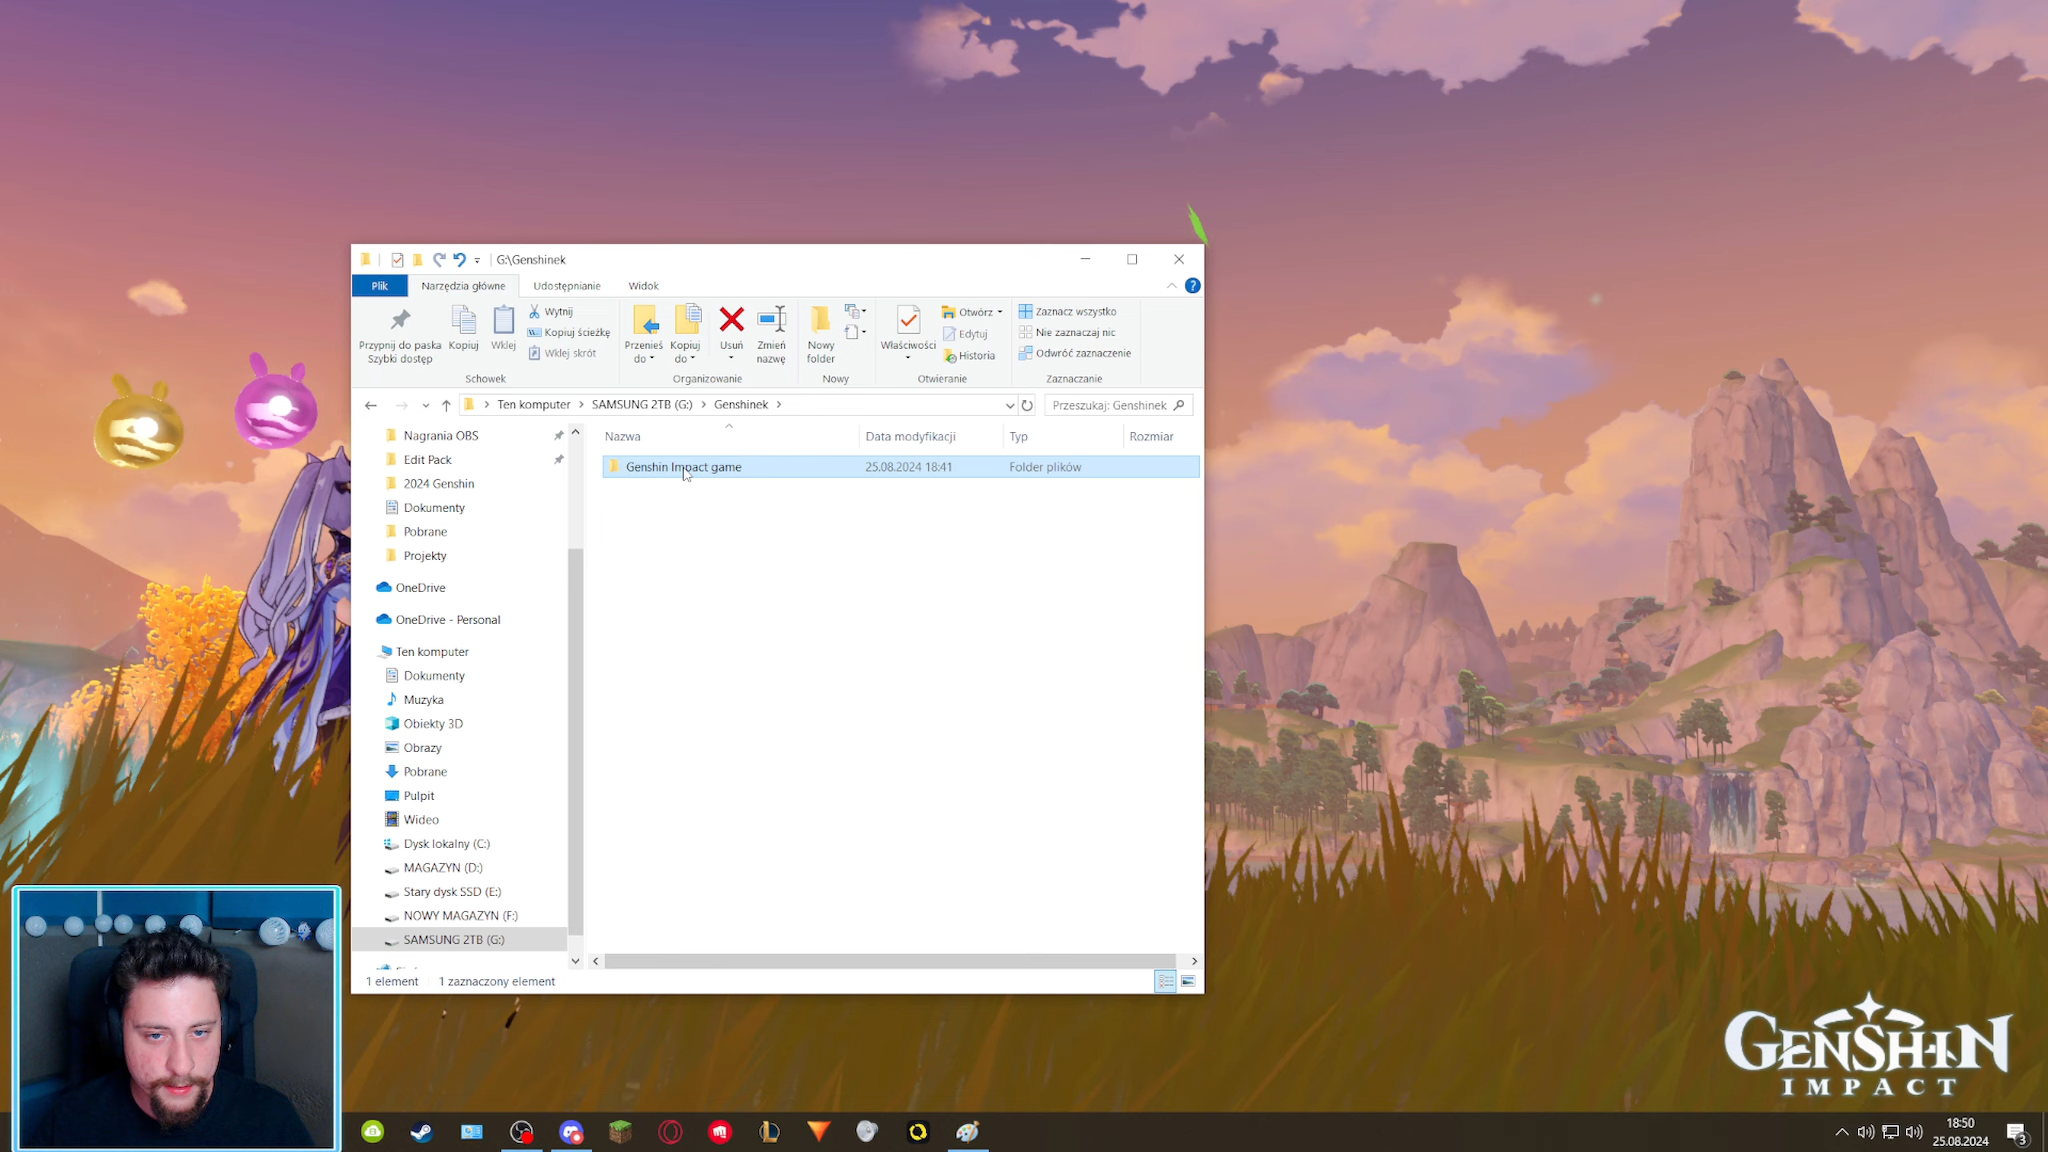 G:\Genshinek
Plik Narzędzia główne Udostępnianie Widok
Przypnij do paska Szybki dostęp
Kopiuj
Wklej
Wytnij
Kopiuj ścieżkę
Wklej skrót
Schowek
Przenieś do
Kopiuj do
Usuń
Zmień nazwę
Organizowanie
Nowy folder
Nowy
Właściwości
Otwórz
Edytuj
Historia
Otwieranie
Zaznacz wszystko
Nie zaznaczaj nic
Odwróć zaznaczenie
Zaznaczanie
Ten komputer > SAMSUNG 2TB (G:) > Genshinek >
Przeszukaj: Genshinek
Nagrania OBS
Edit Pack
2024 Genshin
Dokumenty
Pobrane
Projekty
OneDrive
OneDrive - Personal
Ten komputer
Dokumenty
Muzyka
Obiekty 3D
Obrazy
Pobrane
Pulpit
Wideo
Dysk lokalny (C:)
MAGAZYN (D:)
Stary dysk SSD (E:)
NOWY MAGAZYN (F:)
SAMSUNG 2TB (G:)
Nazwa Data modyfikacji Typ Rozmiar
Genshin Impact game 25.08.2024 18:41 Folder plików
1 element 1 zaznaczony element
GENSHIN
IMPACT
18:50
25.08.2024
3